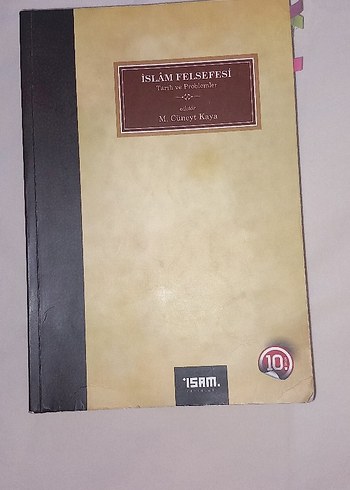 İSLÂM FELSEFESİ
Tarih ve Problemler
editör
M. Cüneyt Kaya
10.
İSAM.